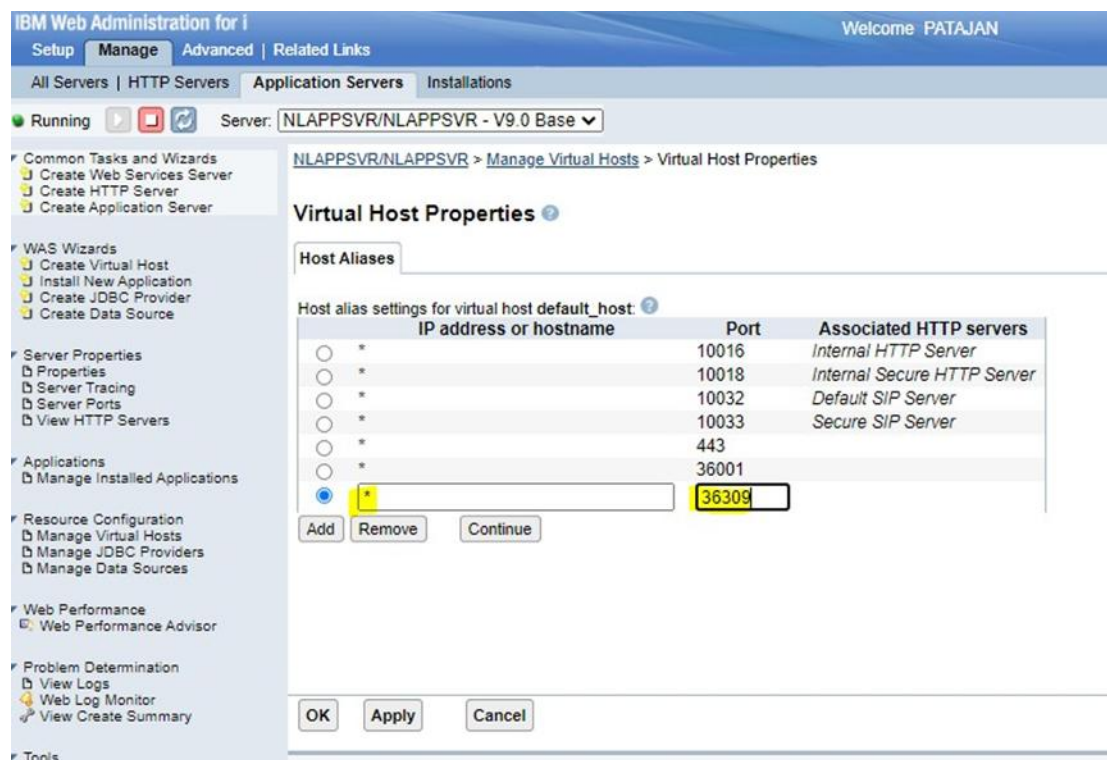 IBM Web Administration for i
Welcome PATAJAN
Setup Manage Advanced | Related Links
All Servers | HTTP Servers Application Servers Installations
Running Server: NLAPPSVR/NLAPPSVR - V9.0 Base
Common Tasks and Wizards
Create Web Services Server
Create HTTP Server
Create Application Server
WAS Wizards
Create Virtual Host
Install New Application
Create JDBC Provider
Create Data Source
Server Properties
Properties
Server Tracing
Server Ports
View HTTP Servers
Applications
Manage Installed Applications
Resource Configuration
Manage Virtual Hosts
Manage JDBC Providers
Manage Data Sources
Web Performance
Web Performance Advisor
Problem Determination
View Logs
Web Log Monitor
View Create Summary
Tools
NLAPPSVR/NLAPPSVR > Manage Virtual Hosts > Virtual Host Properties
Virtual Host Properties ?
Host Aliases
Host alias settings for virtual host default_host: ?
IP address or hostname Port Associated HTTP servers
* 10016 Internal HTTP Server
* 10018 Internal Secure HTTP Server
* 10032 Default SIP Server
* 10033 Secure SIP Server
* 443
* 36001
* 36309
Add Remove Continue
OK Apply Cancel